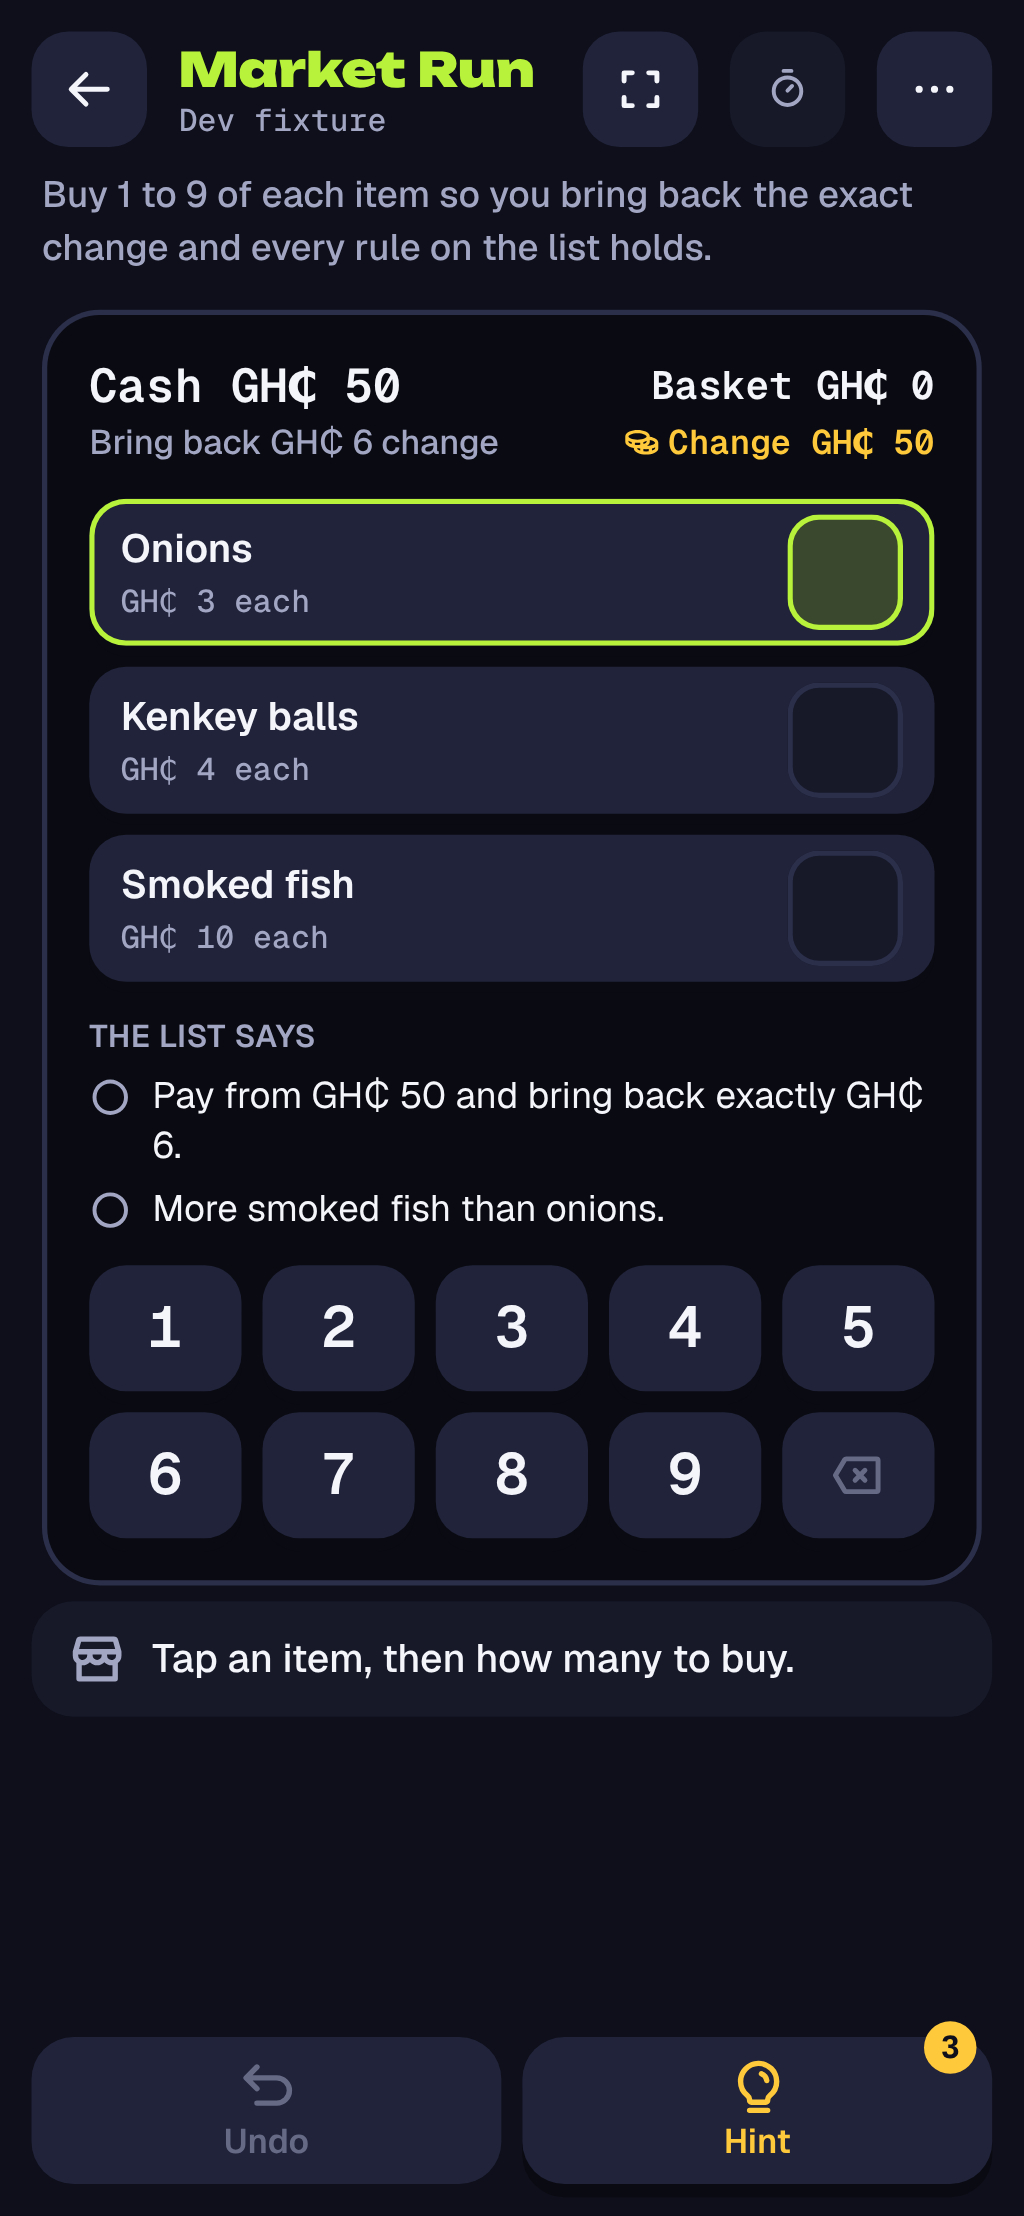 Market Run
Dev fixture
Buy 1 to 9 of each item so you bring back the exact
change and every rule on the list holds.
Cash GH₵ 50
Basket GH₵ 0
Bring back GH₵ 6 change
Change GH₵ 50
Onions
GH₵ 3 each
Kenkey balls
GH₵ 4 each
Smoked fish
GH₵ 10 each
THE LIST SAYS
Pay from GH₵ 50 and bring back exactly GH₵
6.
More smoked fish than onions.
1 2 3 4 5
6 7 8 9
Tap an item, then how many to buy.
3
Undo
Hint